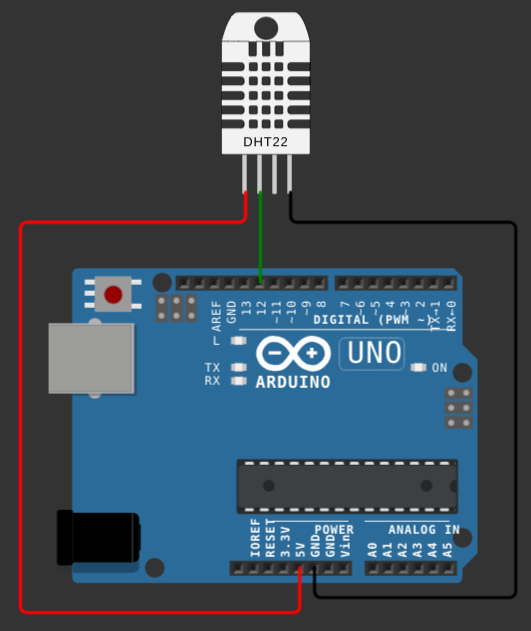 DHT22
AREF
GND
13
12
~11
~10
~9
8
7
~6
~5
4
~3
2
TX→1
RX←0
DIGITAL (PWM ~)
L
TX
RX
UNO
ON
ARDUINO
POWER
ANALOG IN
IOREF
RESET
3.3V
5V
GND
GND
Vin
A0
A1
A2
A3
A4
A5